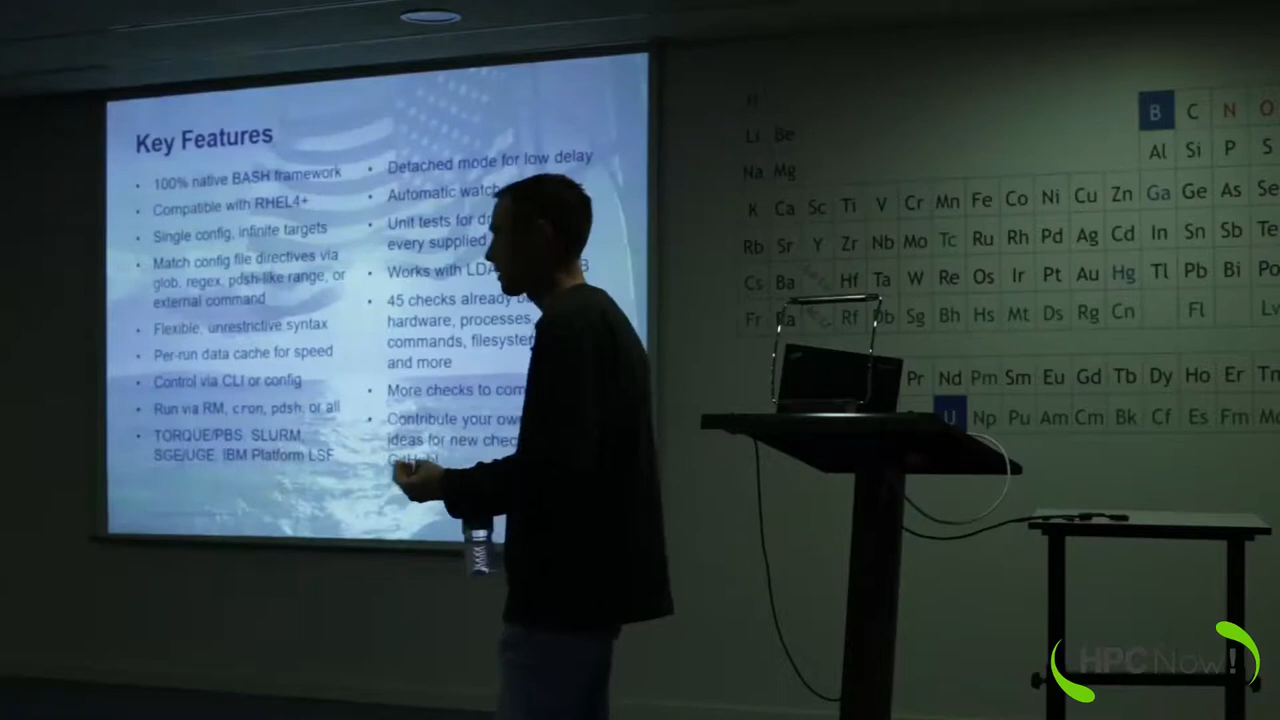 Key Features
• 100% native BASH framework
• Compatible with RHEL4+
• Single config, infinite targets
• Match config file directives via
glob, regex, pdsh-like range, or
external command
• Flexible, unrestrictive syntax
• Per-run data cache for speed
• Control via CLI or config
• Run via RM, cron, pdsh, or all
• TORQUE/PBS, SLURM,
SGE/UGE, IBM Platform LSF
• Detached mode for low delay
• Automatic
• Unit tests for
every supplied
• Works with
• 45 checks already
hardware, processes,
commands,
and more
• More checks to
• Contribute your own
ideas for new
GitHub!
H
Li Be
Na Mg
K Ca Sc Ti V Cr Mn Fe Co Ni Cu Zn Ga Ge As Se
Rb Sr Y Zr Nb Mo Tc Ru Rh Pd Ag Cd In Sn Sb Te
Cs Ba Hf Ta W Re Os Ir Pt Au Hg Tl Pb Bi Po
Fr Ra Rf Db Sg Bh Hs Mt Ds Rg Cn Fl Lv
B C N O
Al Si P S
Pr Nd Pm Sm Eu Gd Tb Dy Ho Er Tm
U Np Pu Am Cm Bk Cf Es Fm
HPCNow!